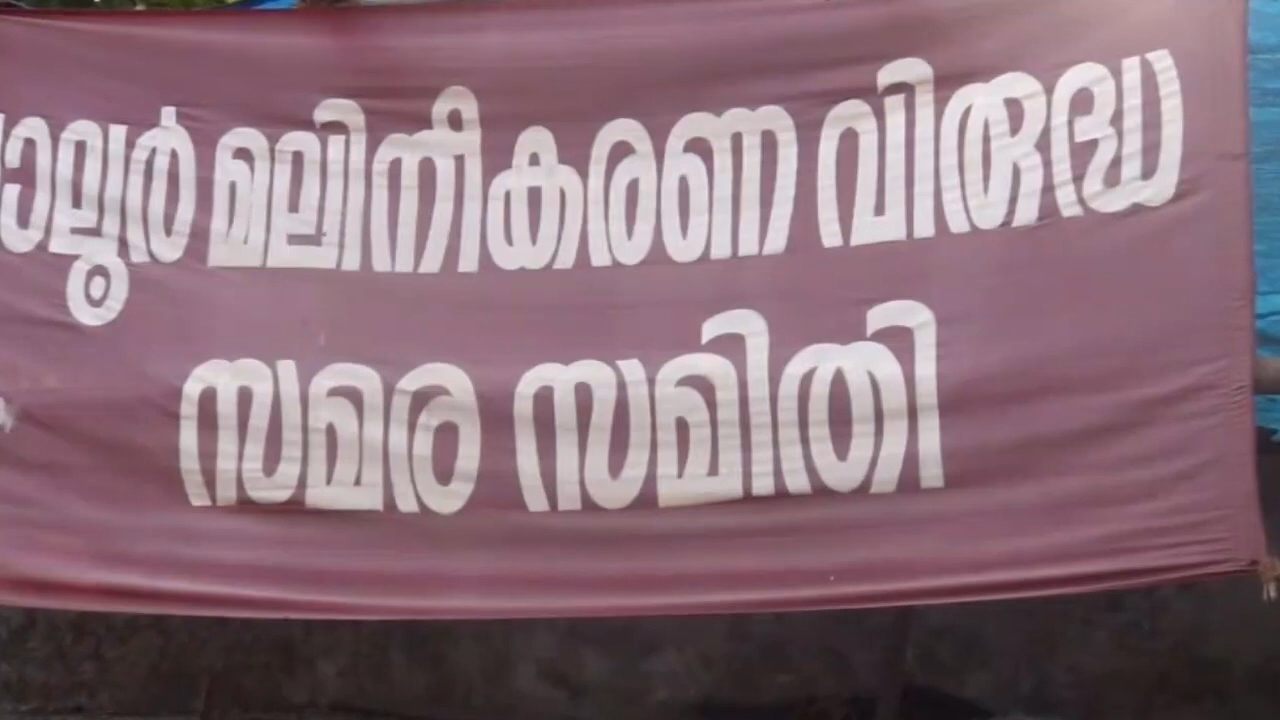 മലിനീകരണ വിരുദ്ധ
സമര സമിതി